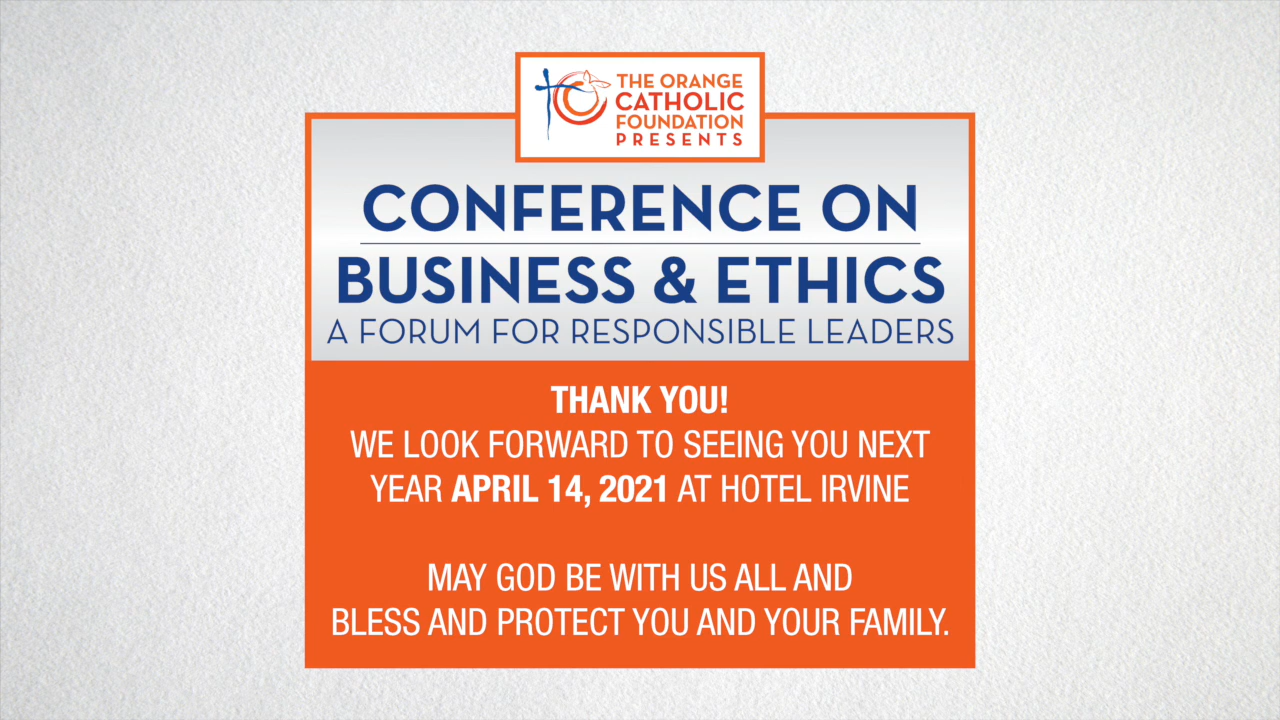 THE ORANGE
CATHOLIC
FOUNDATION
PRESENTS
CONFERENCE ON
BUSINESS & ETHICS
A FORUM FOR RESPONSIBLE LEADERS
THANK YOU!
WE LOOK FORWARD TO SEEING YOU NEXT
YEAR APRIL 14, 2021 AT HOTEL IRVINE
MAY GOD BE WITH US ALL AND
BLESS AND PROTECT YOU AND YOUR FAMILY.